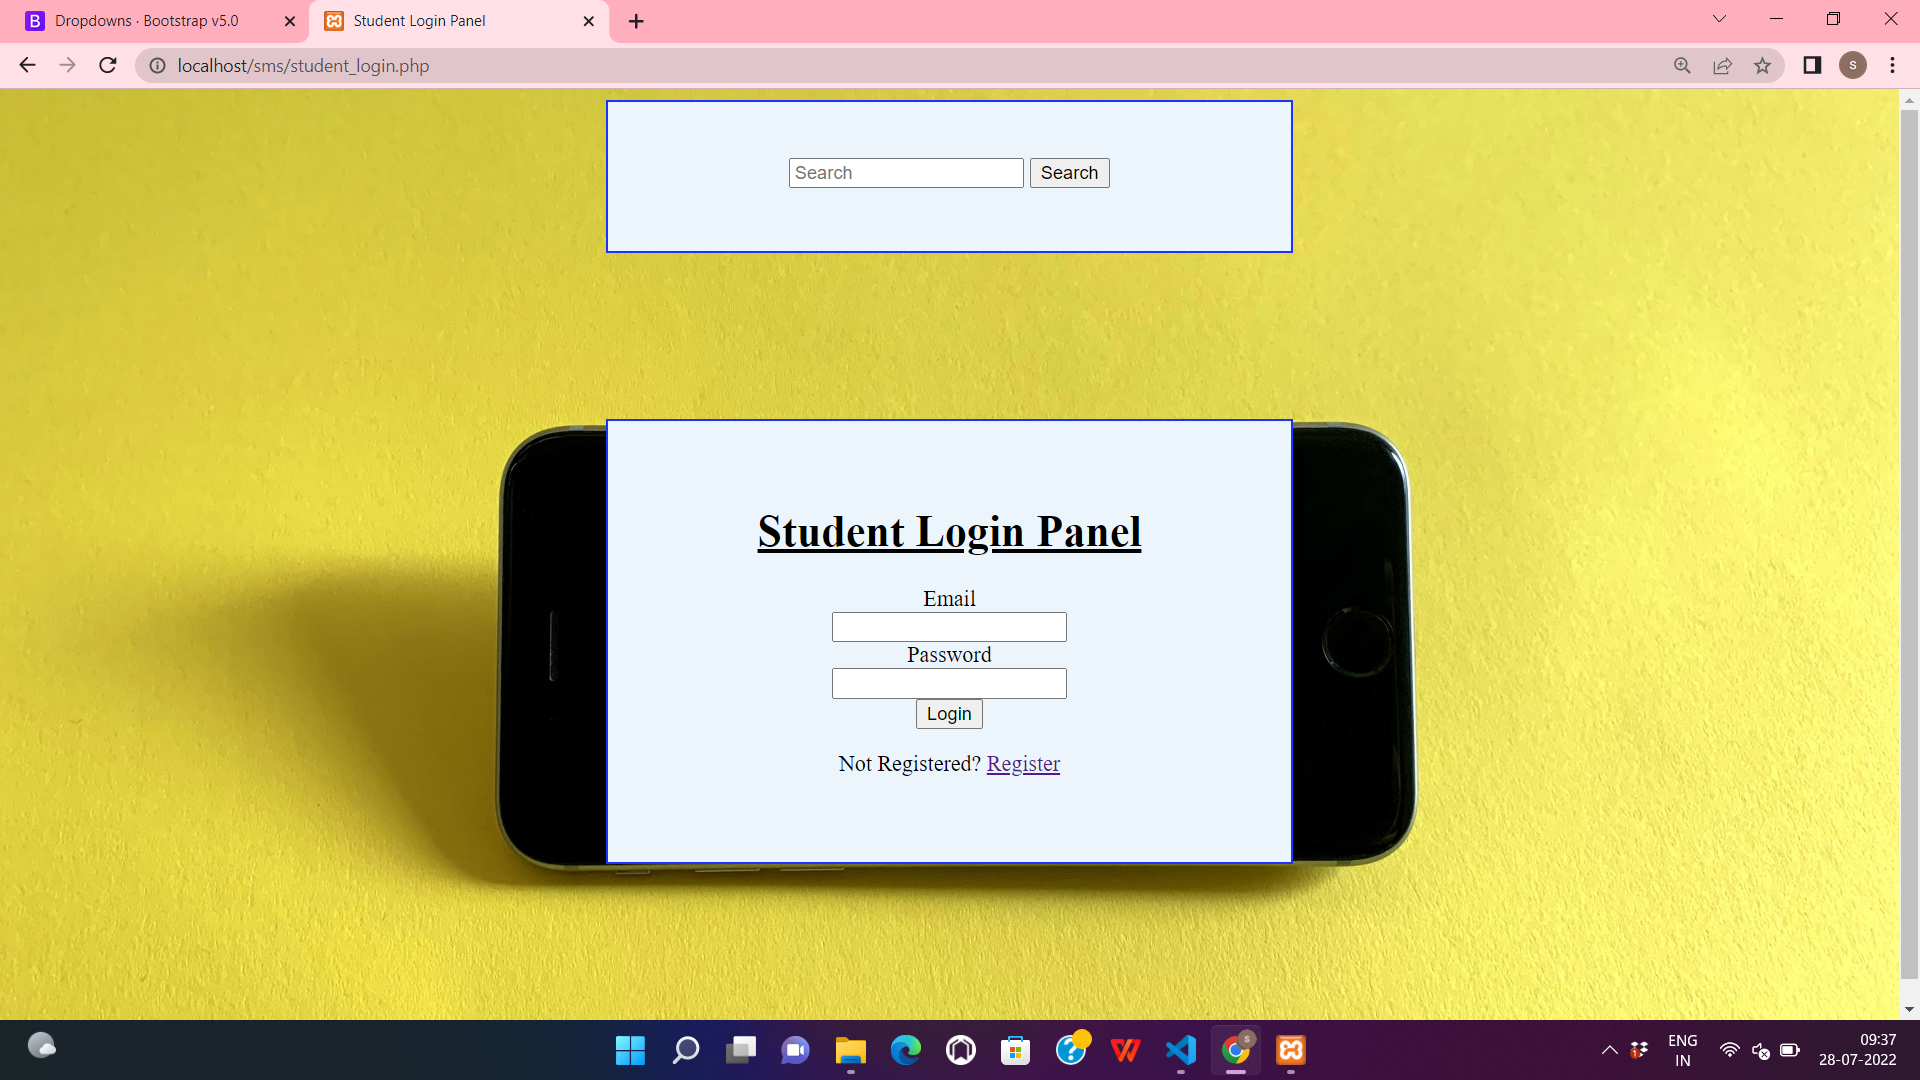 Dropdowns · Bootstrap v5.0
Student Login Panel
localhost/sms/student_login.php
S
Search
Search
Student Login Panel
Email
Password
Login
Not Registered? Register
ENG
IN
09:37
28-07-2022